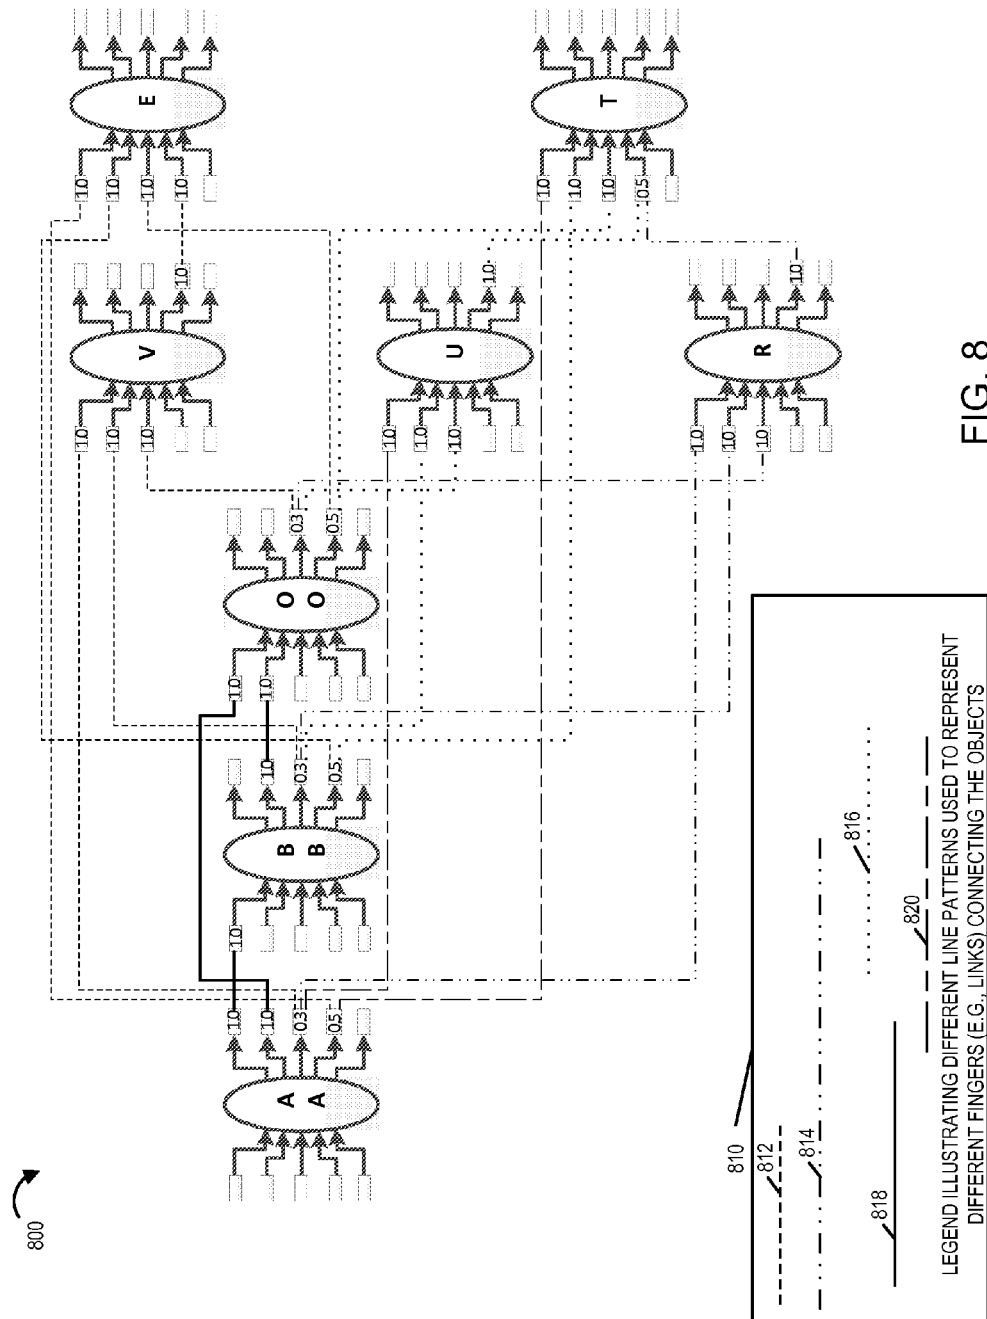 800
E
1.0
1.0
1.0
1.0
T
1.0
1.0
1.0
0.5
V
1.0
1.0
1.0
1.0
U
1.0
1.0
1.0
1.0
R
1.0
1.0
1.0
1.0
O
O
1.0
1.0
0.3
0.5
B
B
1.0
1.0
0.3
0.5
A
A
1.0
1.0
0.3
0.5
810
812
814
816
818
820
LEGEND ILLUSTRATING DIFFERENT LINE PATTERNS USED TO REPRESENT
DIFFERENT FINGERS (E.G., LINKS) CONNECTING THE OBJECTS
FIG. 8